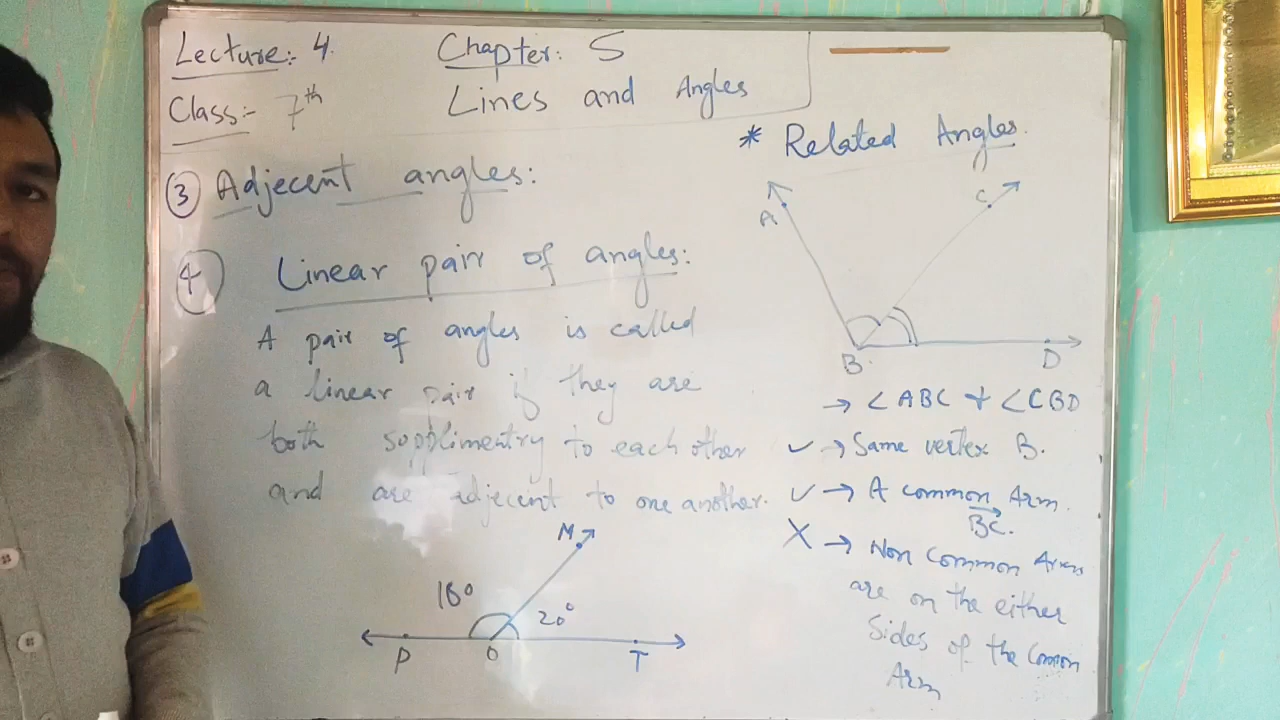 Lecture:- 4.
Chapter: 5
Class:- 7th
Lines and Angles
* Related Angles.
③ Adjecent angles:
④ Linear pair of angles:
A pair of angles is called
a linear pair if they are
both supplimentry to each other
and are adjecent to one another.
M
20°
P O T
A C
B D
→ ∠ABC + ∠CBD
✓ → Same vertex B.
✓ → A common Arm.
BC.
X → Non Common Arms
are on the either
Sides of the Common
Arm